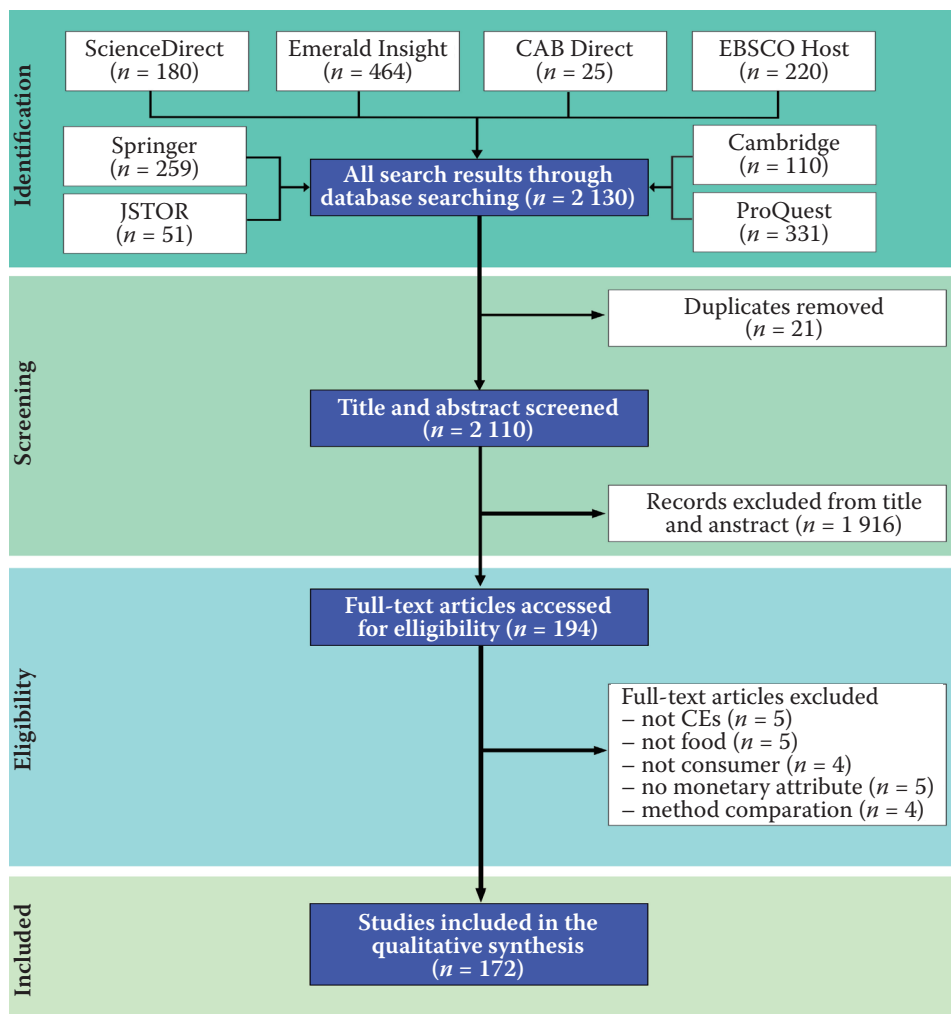 Identification
ScienceDirect
(n = 180)
Emerald Insight
(n = 464)
CAB Direct
(n = 25)
EBSCO Host
(n = 220)
Springer
(n = 259)
JSTOR
(n = 51)
All search results through
database searching (n = 2 130)
Cambridge
(n = 110)
ProQuest
(n = 331)
Screening
Duplicates removed
(n = 21)
Title and abstract screened
(n = 2 110)
Records excluded from title
and anstract (n = 1 916)
Eligibility
Full-text articles accessed
for elligibility (n = 194)
Full-text articles excluded
– not CEs (n = 5)
– not food (n = 5)
– not consumer (n = 4)
– no monetary attribute (n = 5)
– method comparation (n = 4)
Included
Studies included in the
qualitative synthesis
(n = 172)